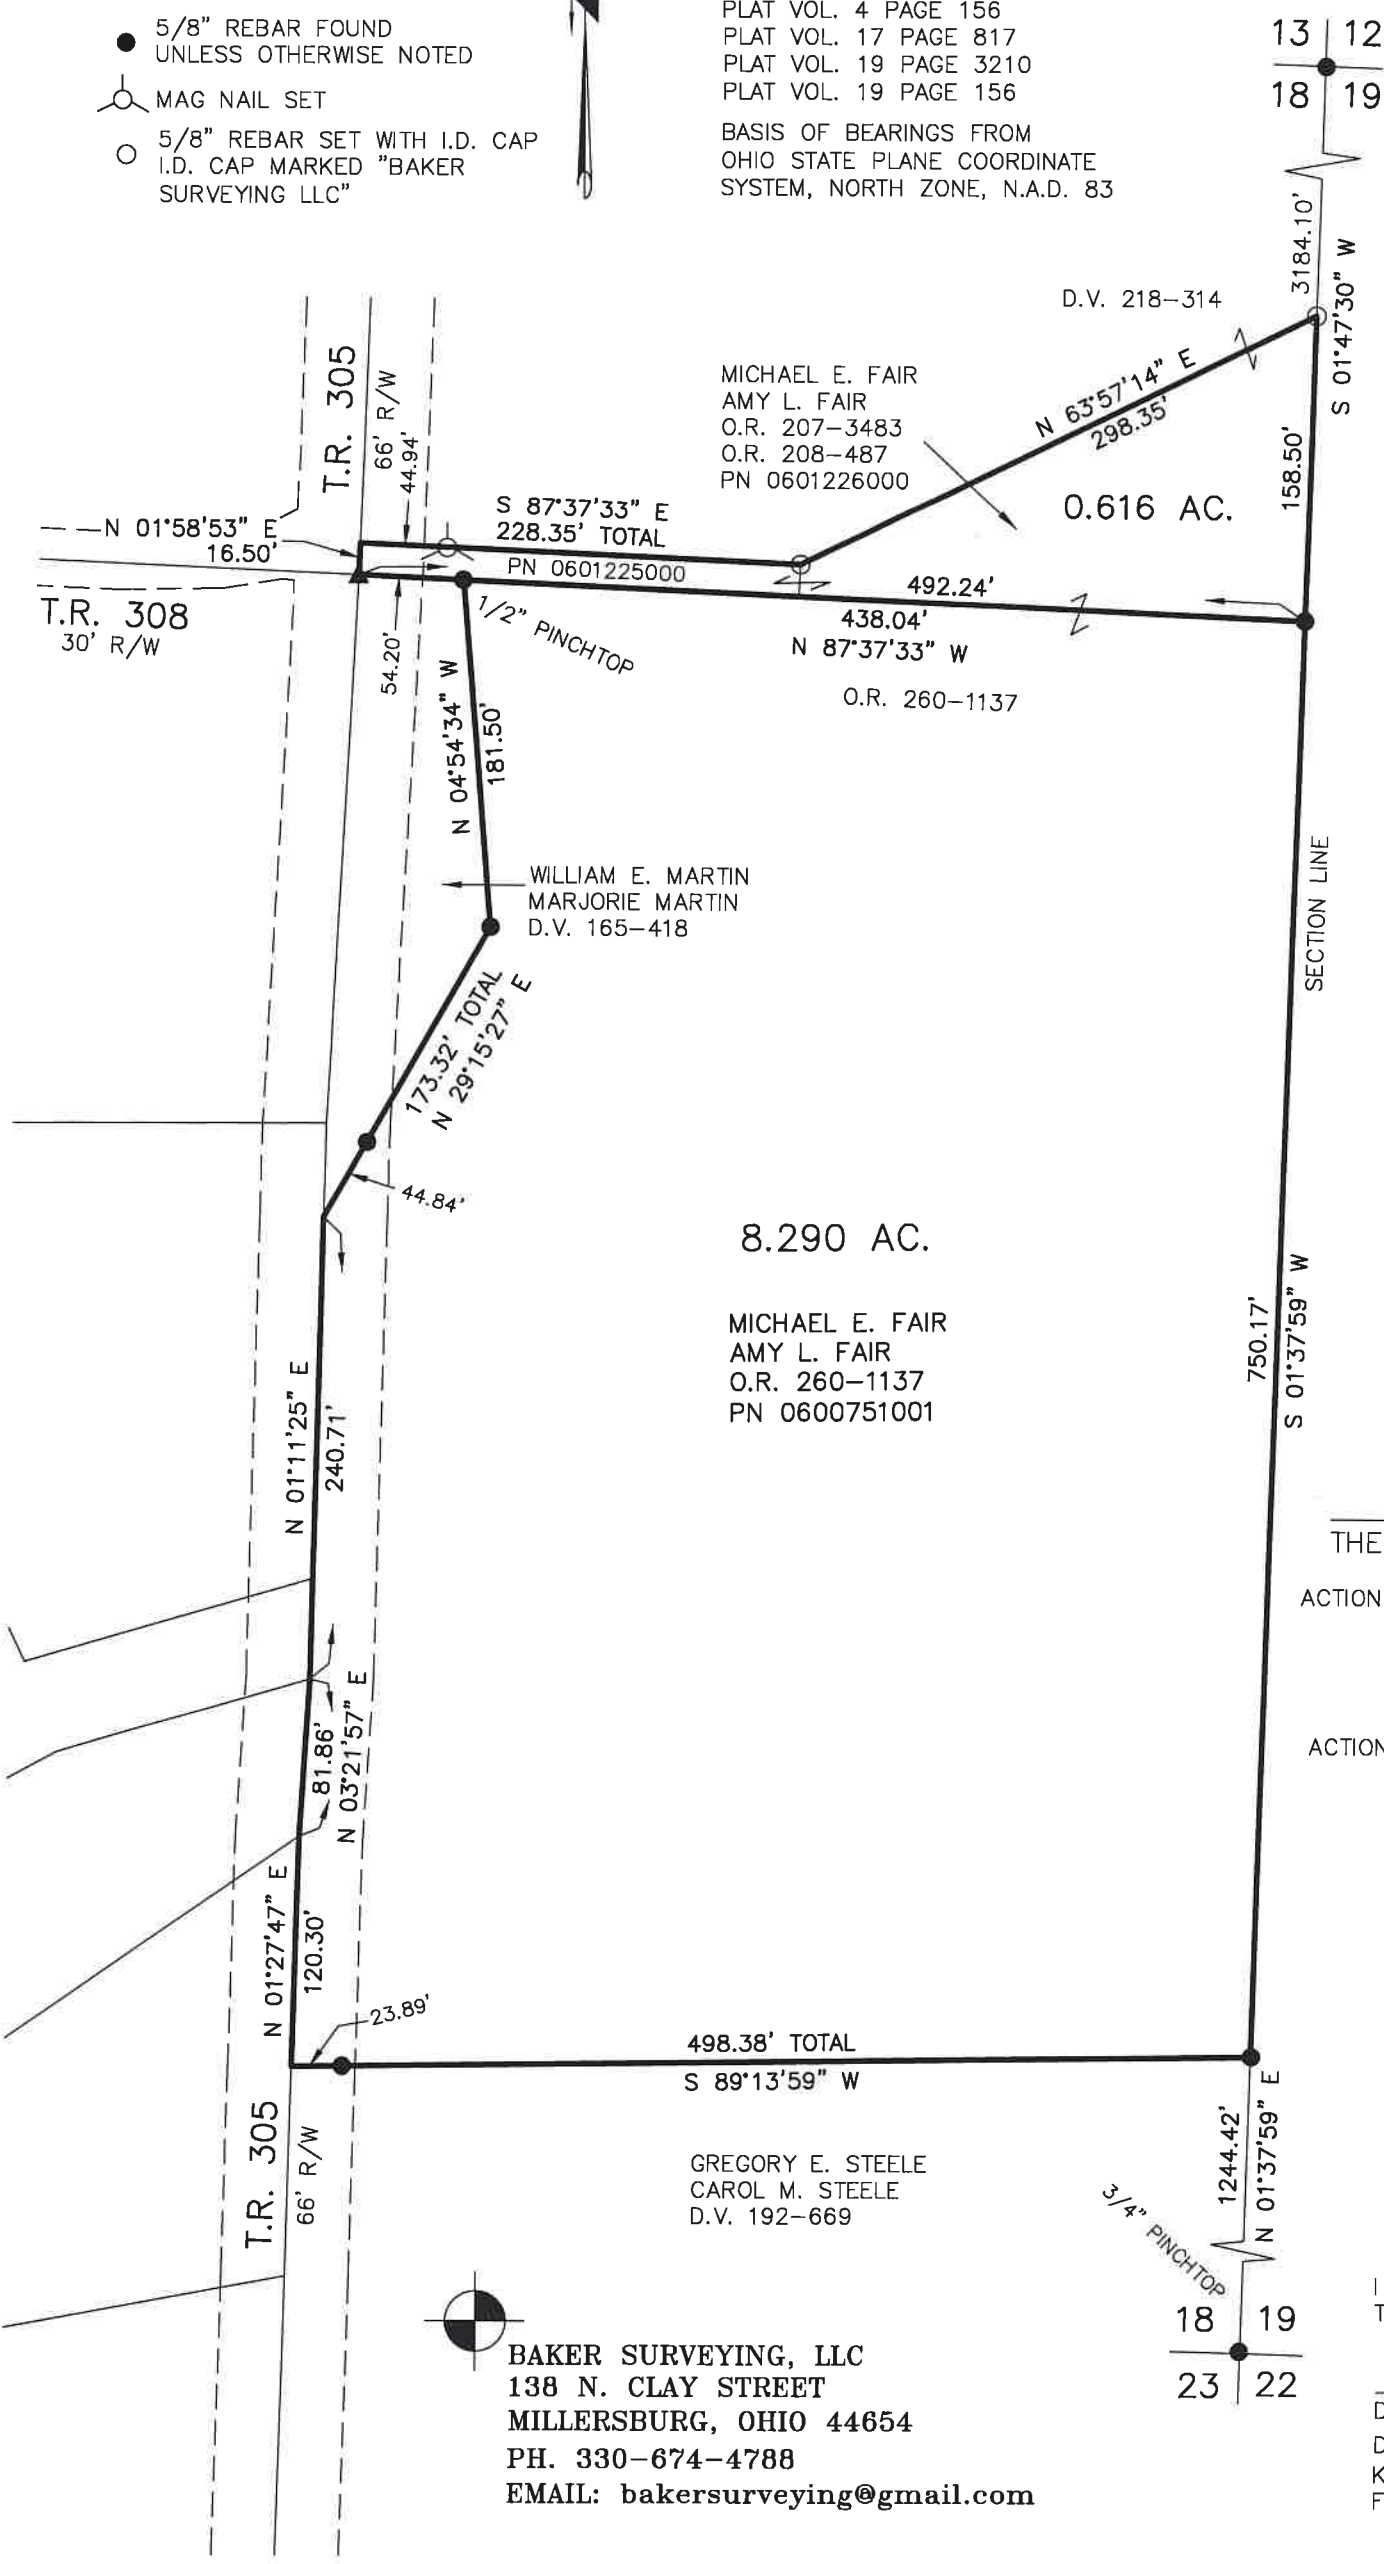 5/8" REBAR FOUND
UNLESS OTHERWISE NOTED
MAG NAIL SET
5/8" REBAR SET WITH I.D. CAP
I.D. CAP MARKED "BAKER
SURVEYING LLC"
PLAT VOL. 4 PAGE 156
PLAT VOL. 17 PAGE 817
PLAT VOL. 19 PAGE 3210
PLAT VOL. 19 PAGE 156
BASIS OF BEARINGS FROM
OHIO STATE PLANE COORDINATE
SYSTEM, NORTH ZONE, N.A.D. 83
13 12
18 19
3184.10'
S 01°47'30" W
D.V. 218-314
N 63°57'14" E
298.35'
158.50'
0.616 AC.
MICHAEL E. FAIR
AMY L. FAIR
O.R. 207-3483
O.R. 208-487
PN 0601226000
T.R. 305
66' R/W
44.94'
N 01°58'53" E
16.50'
S 87°37'33" E
228.35' TOTAL
PN 0601225000
492.24'
438.04'
N 87°37'33" W
O.R. 260-1137
T.R. 308
30' R/W
54.20'
1/2" PINCHTOP
N 04°54'34" W
181.50'
WILLIAM E. MARTIN
MARJORIE MARTIN
D.V. 165-418
SECTION LINE
173.32' TOTAL
N 29°15'27" E
44.84'
8.290 AC.
MICHAEL E. FAIR
AMY L. FAIR
O.R. 260-1137
PN 0600751001
750.17'
S 01°37'59" W
N 01°11'25" E
240.71'
THE
ACTION
ACTION
81.86'
N 03°21'57" E
N 01°27'47" E
120.30'
23.89'
498.38' TOTAL
S 89°13'59" W
T.R. 305
66' R/W
GREGORY E. STEELE
CAROL M. STEELE
D.V. 192-669
1244.42'
N 01°37'59" E
3/4" PINCHTOP
18 19
23 22
BAKER SURVEYING, LLC
138 N. CLAY STREET
MILLERSBURG, OHIO 44654
PH. 330-674-4788
EMAIL: bakersurveying@gmail.com